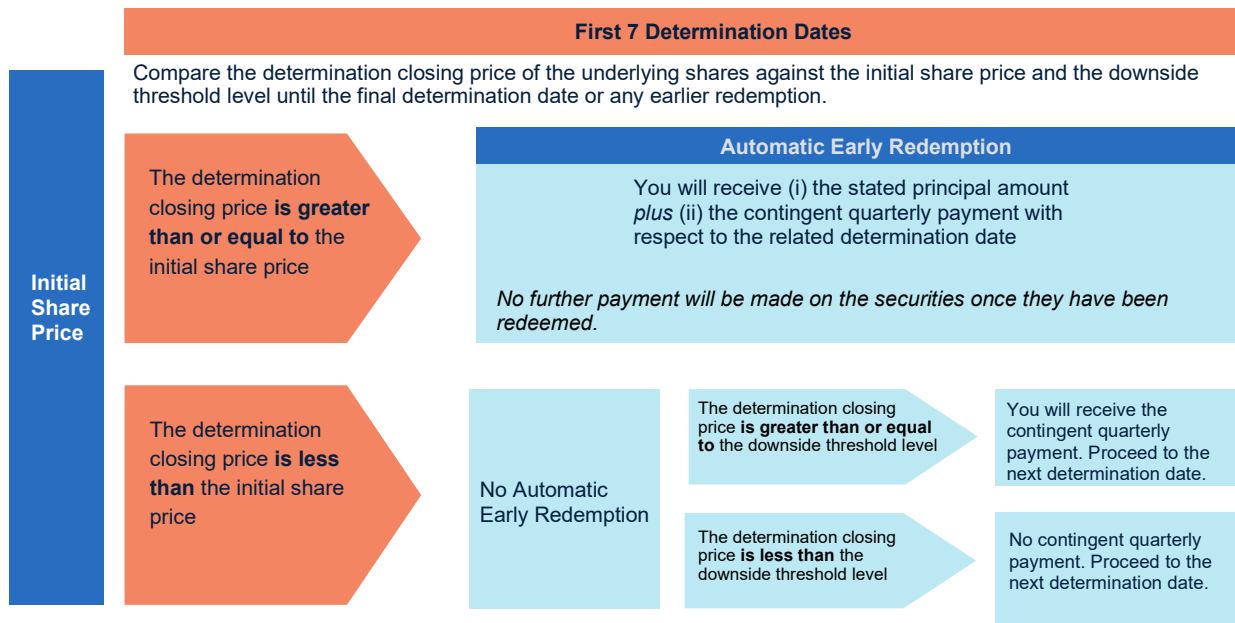 First 7 Determination Dates
Compare the determination closing price of the underlying shares against the initial share price and the downside
threshold level until the final determination date or any earlier redemption.
Initial
Share
Price
The determination
closing price is greater
than or equal to the
initial share price
Automatic Early Redemption
You will receive (i) the stated principal amount
plus (ii) the contingent quarterly payment with
respect to the related determination date
No further payment will be made on the securities once they have been
redeemed.
The determination
closing price is less
than the initial share
price
No Automatic
Early Redemption
The determination closing
price is greater than or equal
to the downside threshold level
You will receive the
contingent quarterly
payment. Proceed to the
next determination date.
The determination closing
price is less than the
downside threshold level
No contingent quarterly
payment. Proceed to the
next determination date.